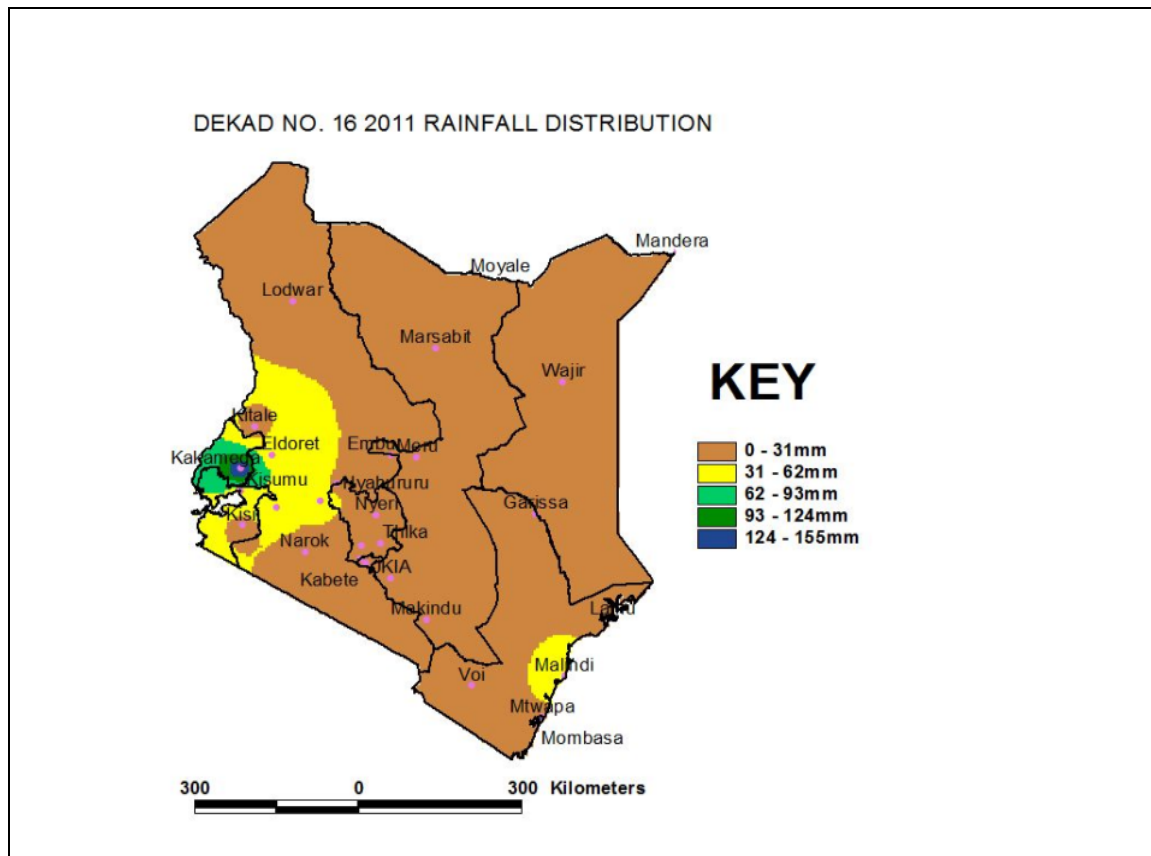 DEKAD NO. 16 2011 RAINFALL DISTRIBUTION
Mandera
Moyale
Lodwar
Marsabit
Wajir
KEY
Kitale
0 - 31mm
Eldoret
Embu
Meru
31 - 62mm
Kakamega
Kisumu
Nyahururu
62 - 93mm
Kisii
Nyeri
Garissa
93 - 124mm
Narok
Thika
124 - 155mm
Kabete
JKIA
Makindu
Lamu
Voi
Malindi
Mtwapa
Mombasa
300 0 300 Kilometers